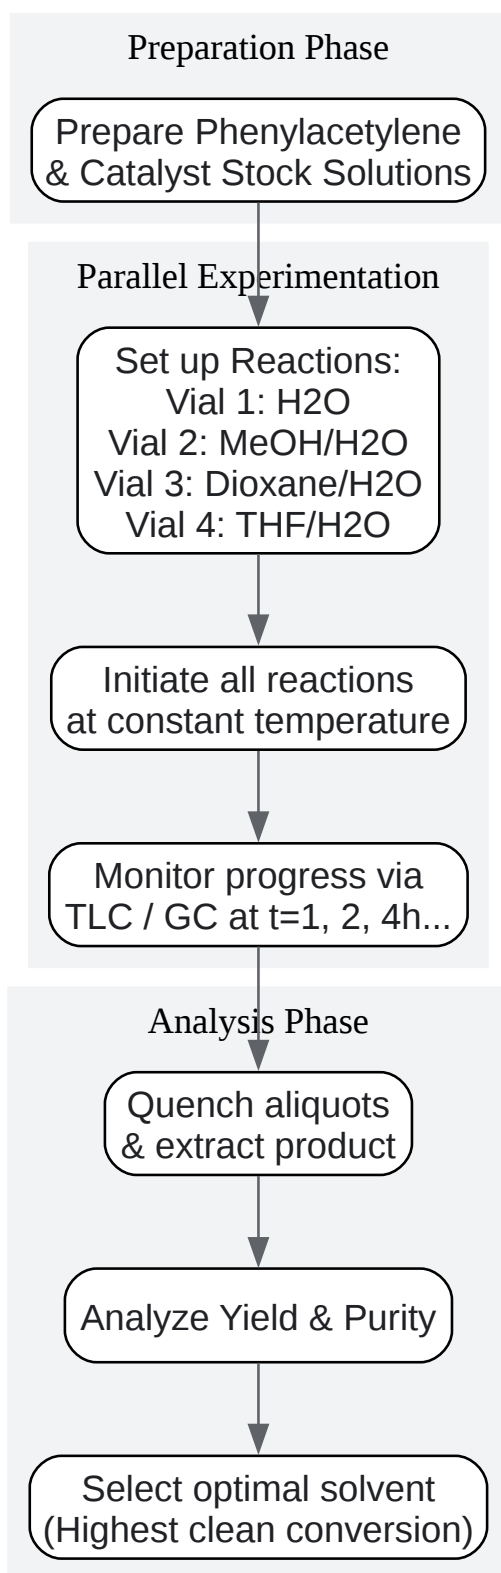 Preparation Phase
Prepare Phenylacetylene
& Catalyst Stock Solutions
Parallel Experimentation
Set up Reactions:
Vial 1: H2O
Vial 2: MeOH/H2O
Vial 3: Dioxane/H2O
Vial 4: THF/H2O
Initiate all reactions
at constant temperature
Monitor progress via
TLC / GC at t=1, 2, 4h...
Analysis Phase
Quench aliquots
& extract product
Analyze Yield & Purity
Select optimal solvent
(Highest clean conversion)